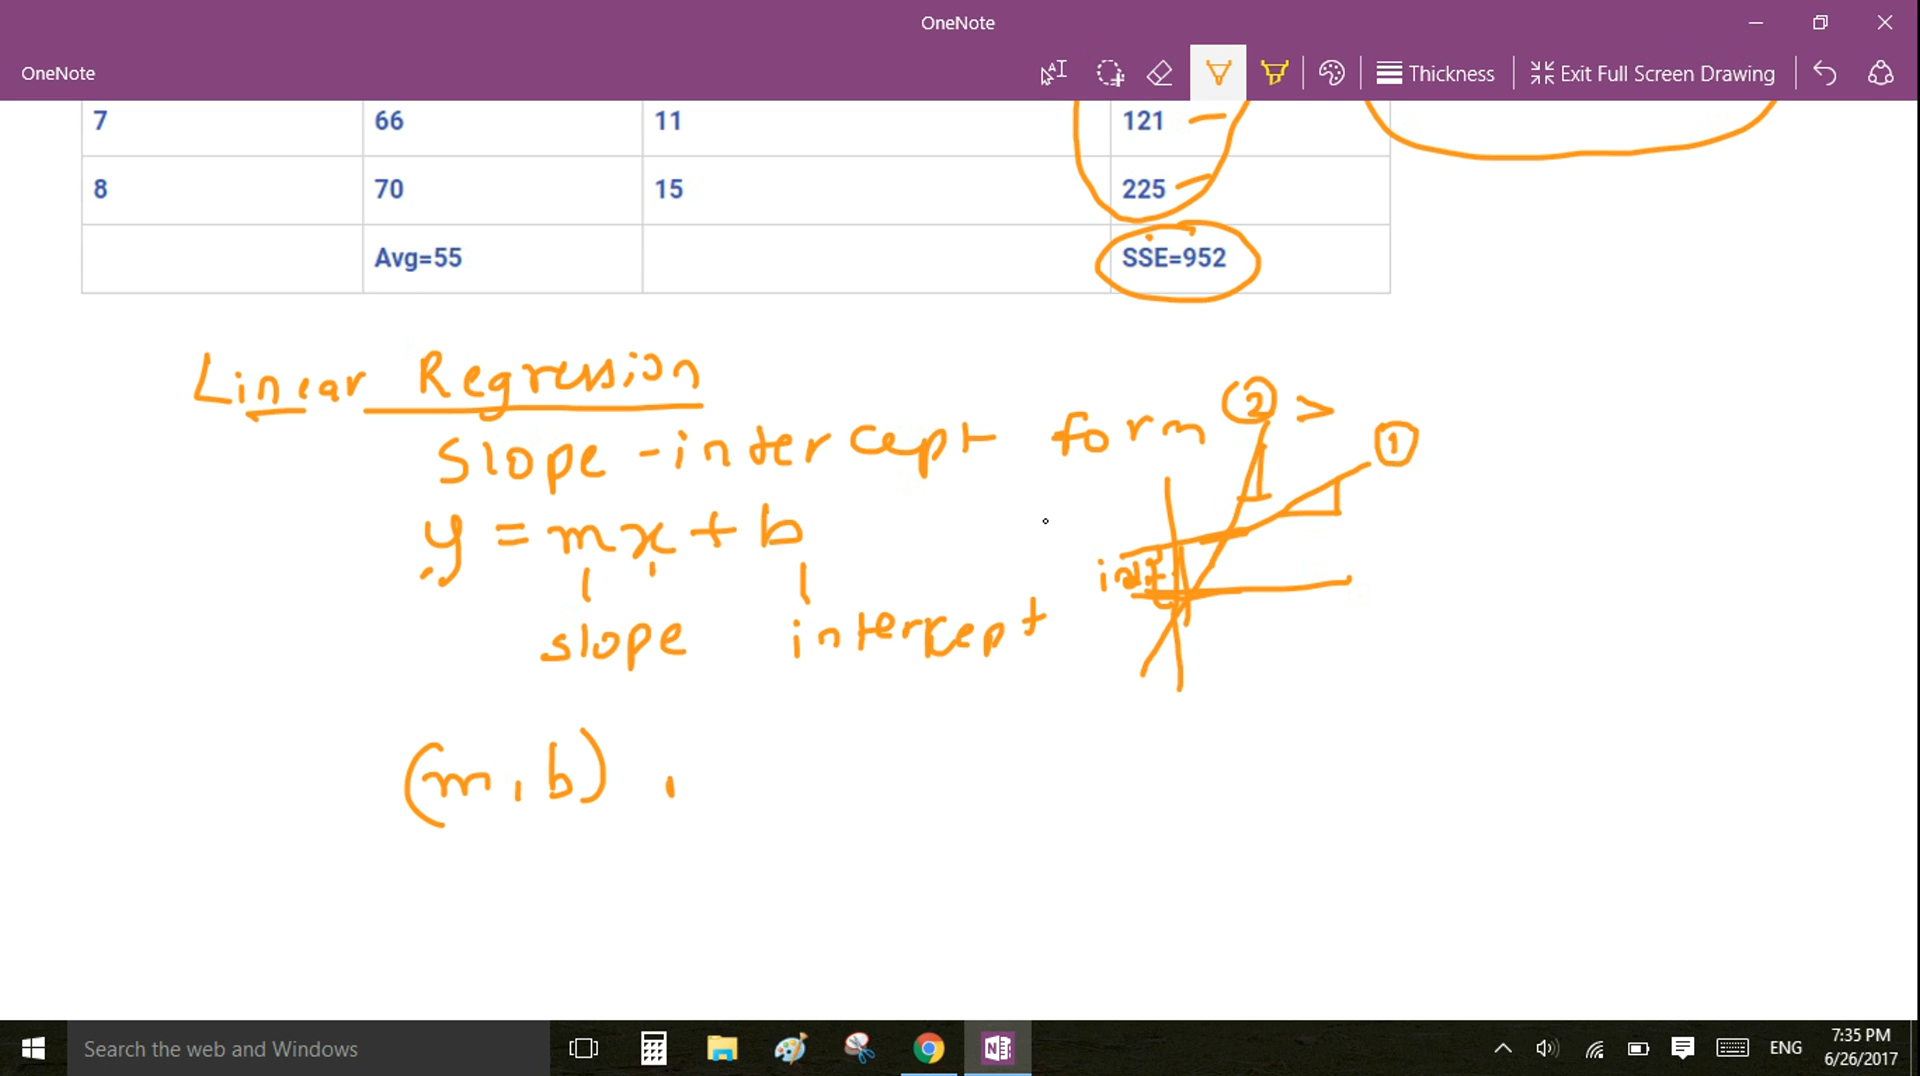 OneNote
OneNote
Thickness
Exit Full Screen Drawing
7 66 11 121
8 70 15 225
Avg=55 SSE=952
Linear Regression
slope-intercept form
② >
①
y = mx + b
slope intercept
(m, b) ,
Search the web and Windows
ENG
7:35 PM
6/26/2017